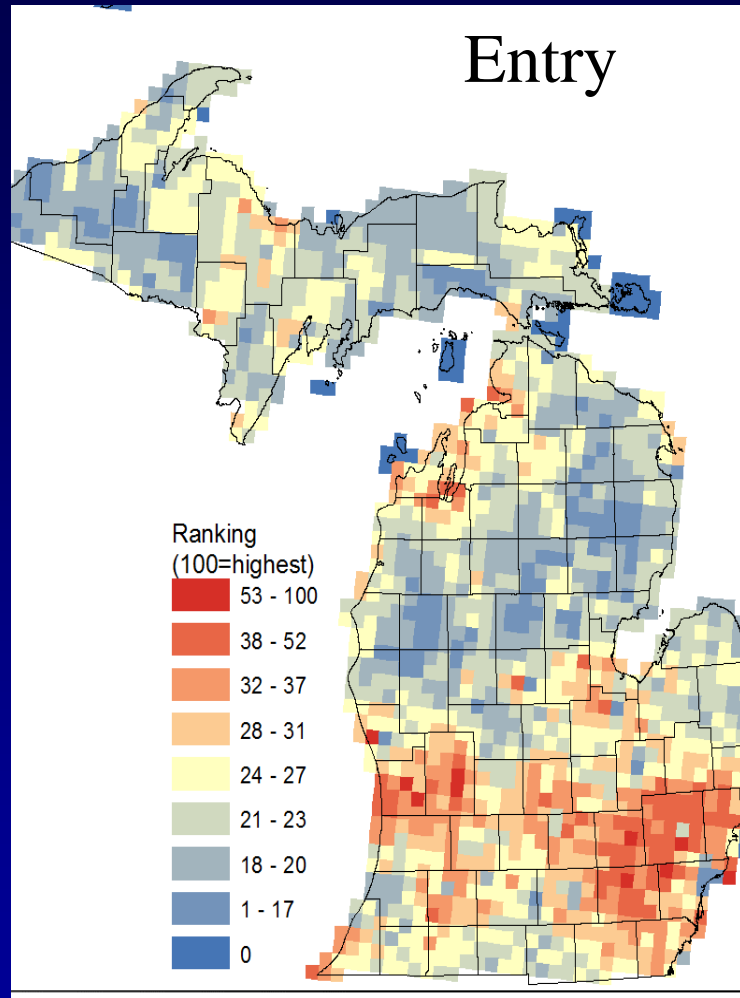 Entry
Ranking
(100=highest)
53 - 100
38 - 52
32 - 37
28 - 31
24 - 27
21 - 23
18 - 20
1 - 17
0